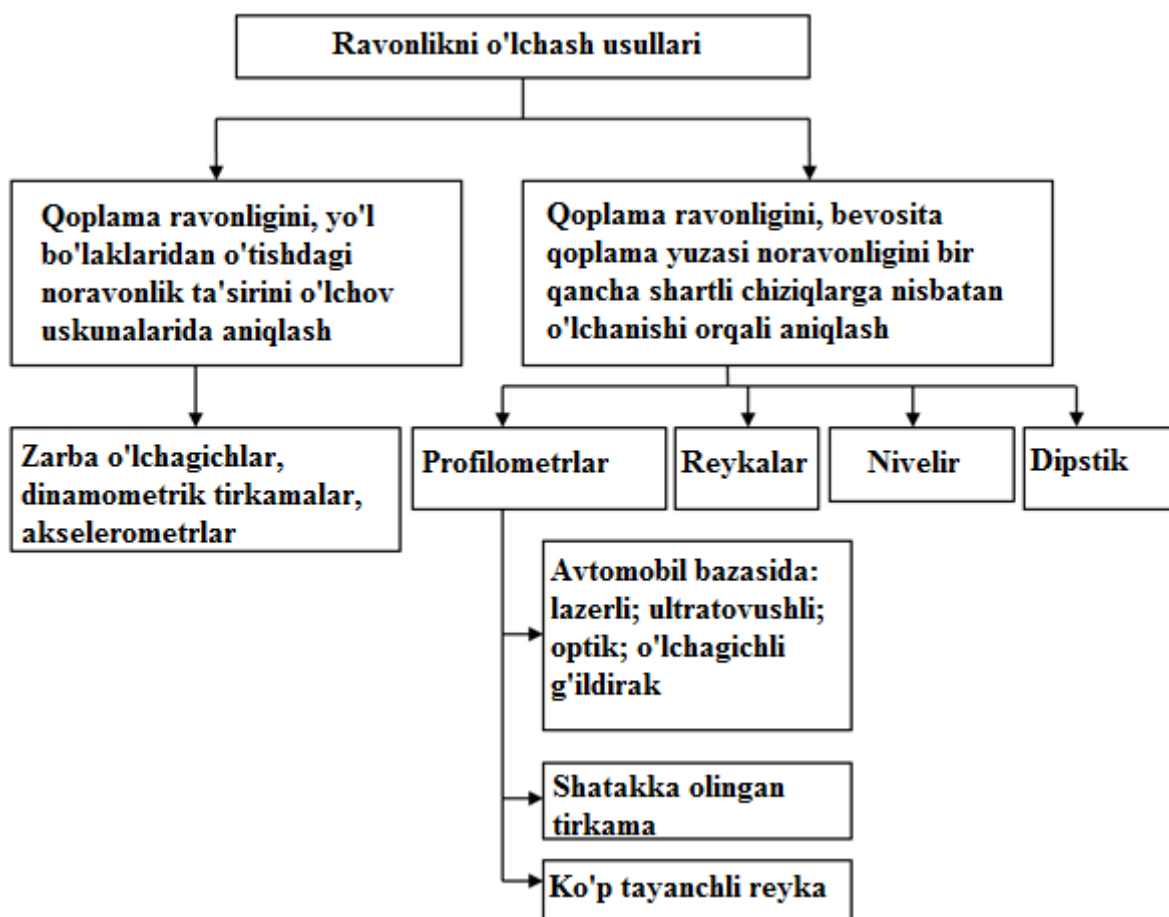 Ravonlikni o'lchash usullari
Qoplama ravonligini, yo'l
bo'laklaridan o'tishdagi
noravonlik ta'sirini o'lchov
uskunalarida aniqlash
Qoplama ravonligini, bevosita
qoplama yuzasi noravonligini bir
qancha shartli chiziqlarga nisbatan
o'lchanishi orqali aniqlash
Zarba o'lchagichlar,
dinamometrik tirkamalar,
akselerometrlar
Profilometrlar
Reykalar
Nivelir
Dipstik
Avtomobil bazasida:
lazerli; ultratovushli;
optik; o'lchagichli
g'ildirak
Shatakka olingan
tirkama
Ko'p tayanchli reyka